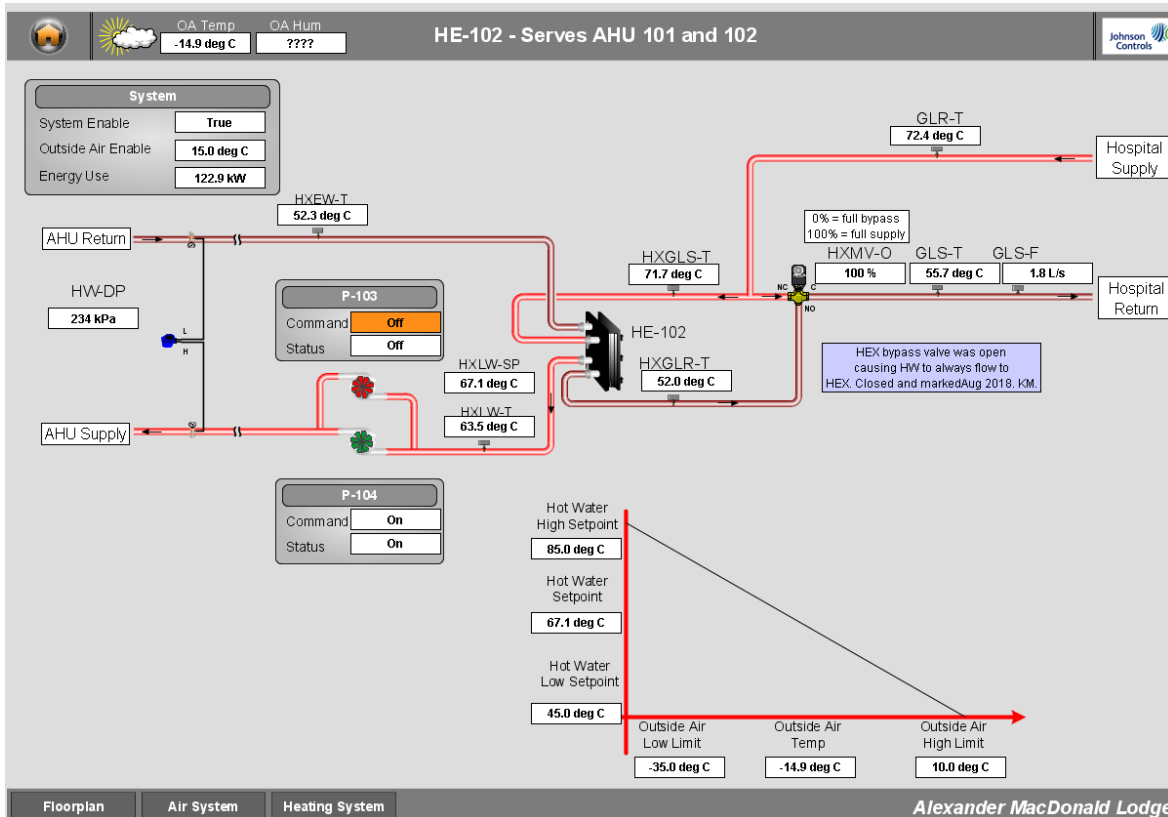 OA Temp
-14.9 deg C
OA Hum
????
HE-102 - Serves AHU 101 and 102
Johnson
Controls
System
System Enable
True
Outside Air Enable
15.0 deg C
Energy Use
122.9 kW
GLR-T
72.4 deg C
Hospital
Supply
HXEW-T
52.3 deg C
AHU Return
0% = full bypass
100% = full supply
HXGLS-T
71.7 deg C
HXMV-O
100 %
GLS-T
55.7 deg C
GLS-F
1.8 L/s
NC
C
NO
Hospital
Return
HW-DP
234 kPa
L
H
P-103
Command
Off
Status
Off
HE-102
HXLW-SP
67.1 deg C
HXGLR-T
52.0 deg C
HEX bypass valve was open
causing HW to always flow to
HEX. Closed and markedAug 2018. KM.
HXLW-T
63.5 deg C
AHU Supply
P-104
Command
On
Status
On
Hot Water
High Setpoint
85.0 deg C
Hot Water
Setpoint
67.1 deg C
Hot Water
Low Setpoint
45.0 deg C
Outside Air
Low Limit
-35.0 deg C
Outside Air
Temp
-14.9 deg C
Outside Air
High Limit
10.0 deg C
Floorplan
Air System
Heating System
Alexander MacDonald Lodge